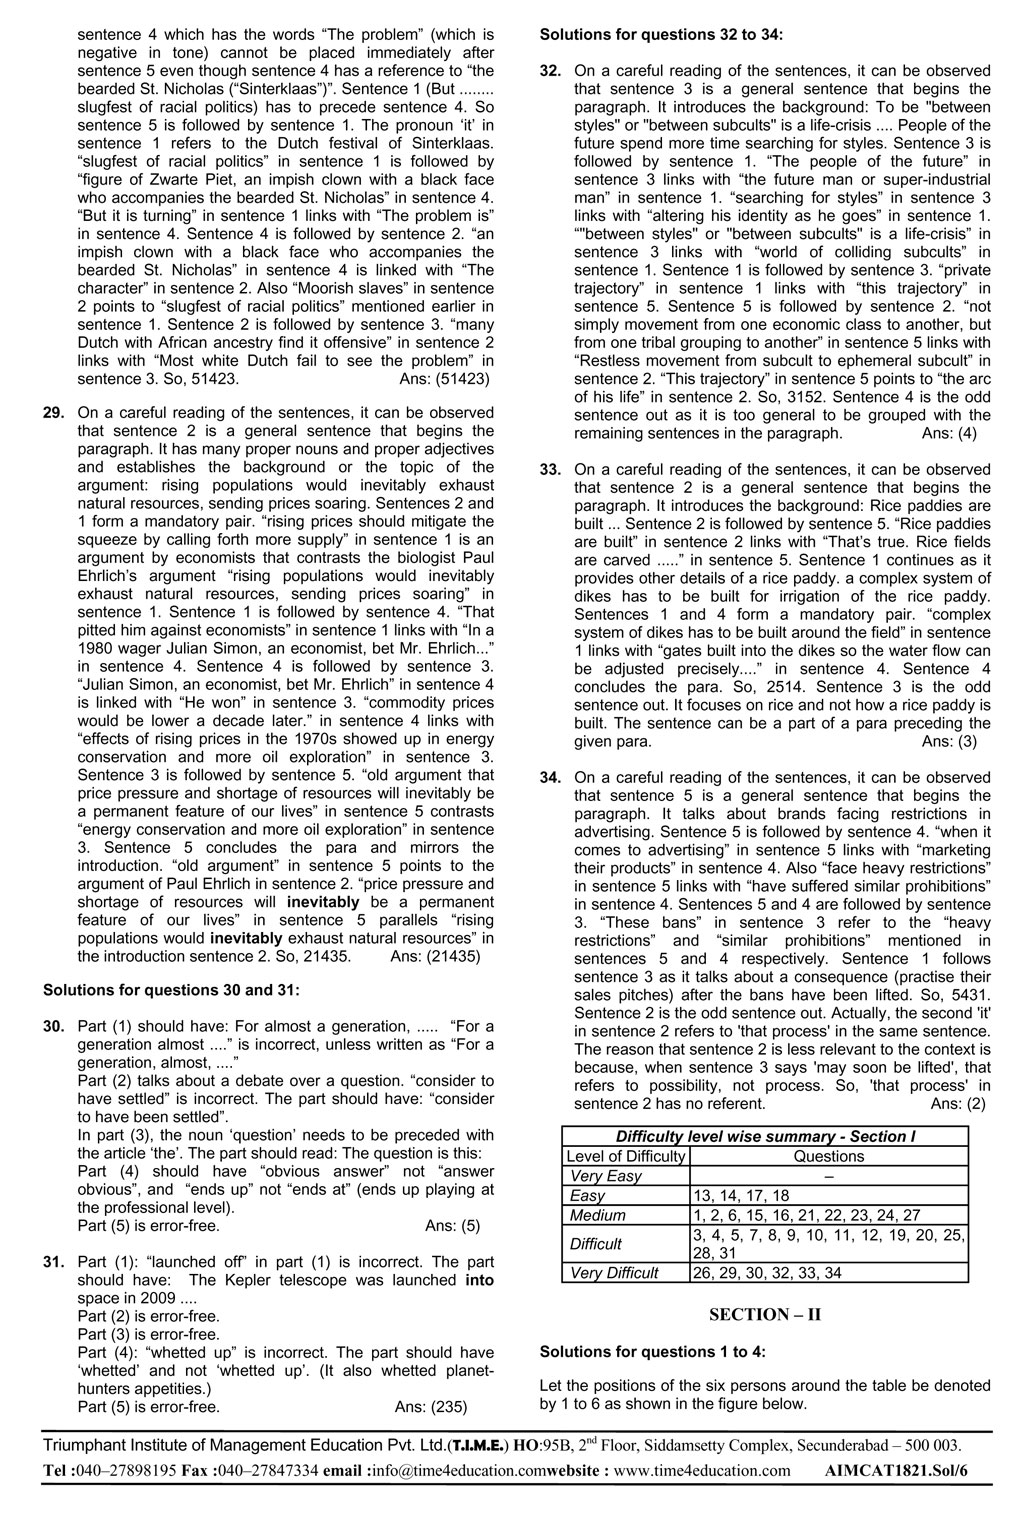 sentence 4 which has the words “The problem” (which is
negative in tone) cannot be placed immediately after
sentence 5 even though sentence 4 has a reference to “the
bearded St. Nicholas (“Sinterklaas”)”. Sentence 1 (But ........
slugfest of racial politics) has to precede sentence 4. So
sentence 5 is followed by sentence 1. The pronoun ‘it’ in
sentence 1 refers to the Dutch festival of Sinterklaas.
“slugfest of racial politics” in sentence 1 is followed by
“figure of Zwarte Piet, an impish clown with a black face
who accompanies the bearded St. Nicholas” in sentence 4.
“But it is turning” in sentence 1 links with “The problem is”
in sentence 4. Sentence 4 is followed by sentence 2. “an
impish clown with a black face who accompanies the
bearded St. Nicholas” in sentence 4 is linked with “The
character” in sentence 2. Also “Moorish slaves” in sentence
2 points to “slugfest of racial politics” mentioned earlier in
sentence 1. Sentence 2 is followed by sentence 3. “many
Dutch with African ancestry find it offensive” in sentence 2
links with “Most white Dutch fail to see the problem” in
sentence 3. So, 51423. Ans: (51423)
29. On a careful reading of the sentences, it can be observed
that sentence 2 is a general sentence that begins the
paragraph. It has many proper nouns and proper adjectives
and establishes the background or the topic of the
argument: rising populations would inevitably exhaust
natural resources, sending prices soaring. Sentences 2 and
1 form a mandatory pair. “rising prices should mitigate the
squeeze by calling forth more supply” in sentence 1 is an
argument by economists that contrasts the biologist Paul
Ehrlich’s argument “rising populations would inevitably
exhaust natural resources, sending prices soaring” in
sentence 1. Sentence 1 is followed by sentence 4. “That
pitted him against economists” in sentence 1 links with “In a
1980 wager Julian Simon, an economist, bet Mr. Ehrlich...”
in sentence 4. Sentence 4 is followed by sentence 3.
“Julian Simon, an economist, bet Mr. Ehrlich” in sentence 4
is linked with “He won” in sentence 3. “commodity prices
would be lower a decade later.” in sentence 4 links with
“effects of rising prices in the 1970s showed up in energy
conservation and more oil exploration” in sentence 3.
Sentence 3 is followed by sentence 5. “old argument that
price pressure and shortage of resources will inevitably be
a permanent feature of our lives” in sentence 5 contrasts
“energy conservation and more oil exploration” in sentence
3. Sentence 5 concludes the para and mirrors the
introduction. “old argument” in sentence 5 points to the
argument of Paul Ehrlich in sentence 2. “price pressure and
shortage of resources will inevitably be a permanent
feature of our lives” in sentence 5 parallels “rising
populations would inevitably exhaust natural resources” in
the introduction sentence 2. So, 21435. Ans: (21435)
Solutions for questions 30 and 31:
30. Part (1) should have: For almost a generation, ..... “For a
generation almost ....” is incorrect, unless written as “For a
generation, almost, ....”
Part (2) talks about a debate over a question. “consider to
have settled” is incorrect. The part should have: “consider
to have been settled”.
In part (3), the noun ‘question’ needs to be preceded with
the article ‘the’. The part should read: The question is this:
Part (4) should have “obvious answer” not “answer
obvious”, and “ends up” not “ends at” (ends up playing at
the professional level).
Part (5) is error-free. Ans: (5)
31. Part (1): “launched off” in part (1) is incorrect. The part
should have: The Kepler telescope was launched into
space in 2009 ....
Part (2) is error-free.
Part (3) is error-free.
Part (4): “whetted up” is incorrect. The part should have
‘whetted’ and not ‘whetted up’. (It also whetted planet-
hunters appetities.)
Part (5) is error-free. Ans: (235)
Solutions for questions 32 to 34:
32. On a careful reading of the sentences, it can be observed
that sentence 3 is a general sentence that begins the
paragraph. It introduces the background: To be "between
styles" or "between subcults" is a life-crisis .... People of the
future spend more time searching for styles. Sentence 3 is
followed by sentence 1. “The people of the future” in
sentence 3 links with “the future man or super-industrial
man” in sentence 1. “searching for styles” in sentence 3
links with “altering his identity as he goes” in sentence 1.
“"between styles" or "between subcults" is a life-crisis” in
sentence 3 links with “world of colliding subcults” in
sentence 1. Sentence 1 is followed by sentence 3. “private
trajectory” in sentence 1 links with “this trajectory” in
sentence 5. Sentence 5 is followed by sentence 2. “not
simply movement from one economic class to another, but
from one tribal grouping to another” in sentence 5 links with
“Restless movement from subcult to ephemeral subcult” in
sentence 2. “This trajectory” in sentence 5 points to “the arc
of his life” in sentence 2. So, 3152. Sentence 4 is the odd
sentence out as it is too general to be grouped with the
remaining sentences in the paragraph. Ans: (4)
33. On a careful reading of the sentences, it can be observed
that sentence 2 is a general sentence that begins the
paragraph. It introduces the background: Rice paddies are
built ... Sentence 2 is followed by sentence 5. “Rice paddies
are built” in sentence 2 links with “That’s true. Rice fields
are carved .....” in sentence 5. Sentence 1 continues as it
provides other details of a rice paddy. a complex system of
dikes has to be built for irrigation of the rice paddy.
Sentences 1 and 4 form a mandatory pair. “complex
system of dikes has to be built around the field” in sentence
1 links with “gates built into the dikes so the water flow can
be adjusted precisely....” in sentence 4. Sentence 4
concludes the para. So, 2514. Sentence 3 is the odd
sentence out. It focuses on rice and not how a rice paddy is
built. The sentence can be a part of a para preceding the
given para. Ans: (3)
34. On a careful reading of the sentences, it can be observed
that sentence 5 is a general sentence that begins the
paragraph. It talks about brands facing restrictions in
advertising. Sentence 5 is followed by sentence 4. “when it
comes to advertising” in sentence 5 links with “marketing
their products” in sentence 4. Also “face heavy restrictions”
in sentence 5 links with “have suffered similar prohibitions”
in sentence 4. Sentences 5 and 4 are followed by sentence
3. “These bans” in sentence 3 refer to the “heavy
restrictions” and “similar prohibitions” mentioned in
sentences 5 and 4 respectively. Sentence 1 follows
sentence 3 as it talks about a consequence (practise their
sales pitches) after the bans have been lifted. So, 5431.
Sentence 2 is the odd sentence out. Actually, the second 'it'
in sentence 2 refers to 'that process' in the same sentence.
The reason that sentence 2 is less relevant to the context is
because, when sentence 3 says 'may soon be lifted', that
refers to possibility, not process. So, 'that process' in
sentence 2 has no referent. Ans: (2)
Difficulty level wise summary - Section I
Level of Difficulty Questions
Very Easy –
Easy 13, 14, 17, 18
Medium 1, 2, 6, 15, 16, 21, 22, 23, 24, 27
Difficult 3, 4, 5, 7, 8, 9, 10, 11, 12, 19, 20, 25,
28, 31
Very Difficult 26, 29, 30, 32, 33, 34
SECTION – II
Solutions for questions 1 to 4:
Let the positions of the six persons around the table be denoted
by 1 to 6 as shown in the figure below.
Triumphant Institute of Management Education Pvt. Ltd.(T.I.M.E.) HO:95B, 2nd Floor, Siddamsetty Complex, Secunderabad – 500 003.
Tel :040–27898195 Fax :040–27847334 email :info@time4education.comwebsite : www.time4education.com AIMCAT1821.Sol/6